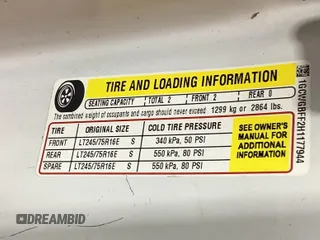 TIRE AND LOADING INFORMATION
SEATING CAPACITY TOTAL 2 FRONT 2 REAR 0
The combined weight of occupants and cargo should never exceed 1299 kg or 2864 lbs.
TIRE ORIGINAL SIZE COLD TIRE PRESSURE
FRONT LT245/75R16E S 340 kPa, 50 PSI
REAR LT245/75R16E S 550 kPa, 80 PSI
SPARE LT245/75R16E S 550 kPa, 80 PSI
SEE OWNER'S
MANUAL FOR
ADDITIONAL
INFORMATION
1GCWGBFF2H1177944
DREAMBID